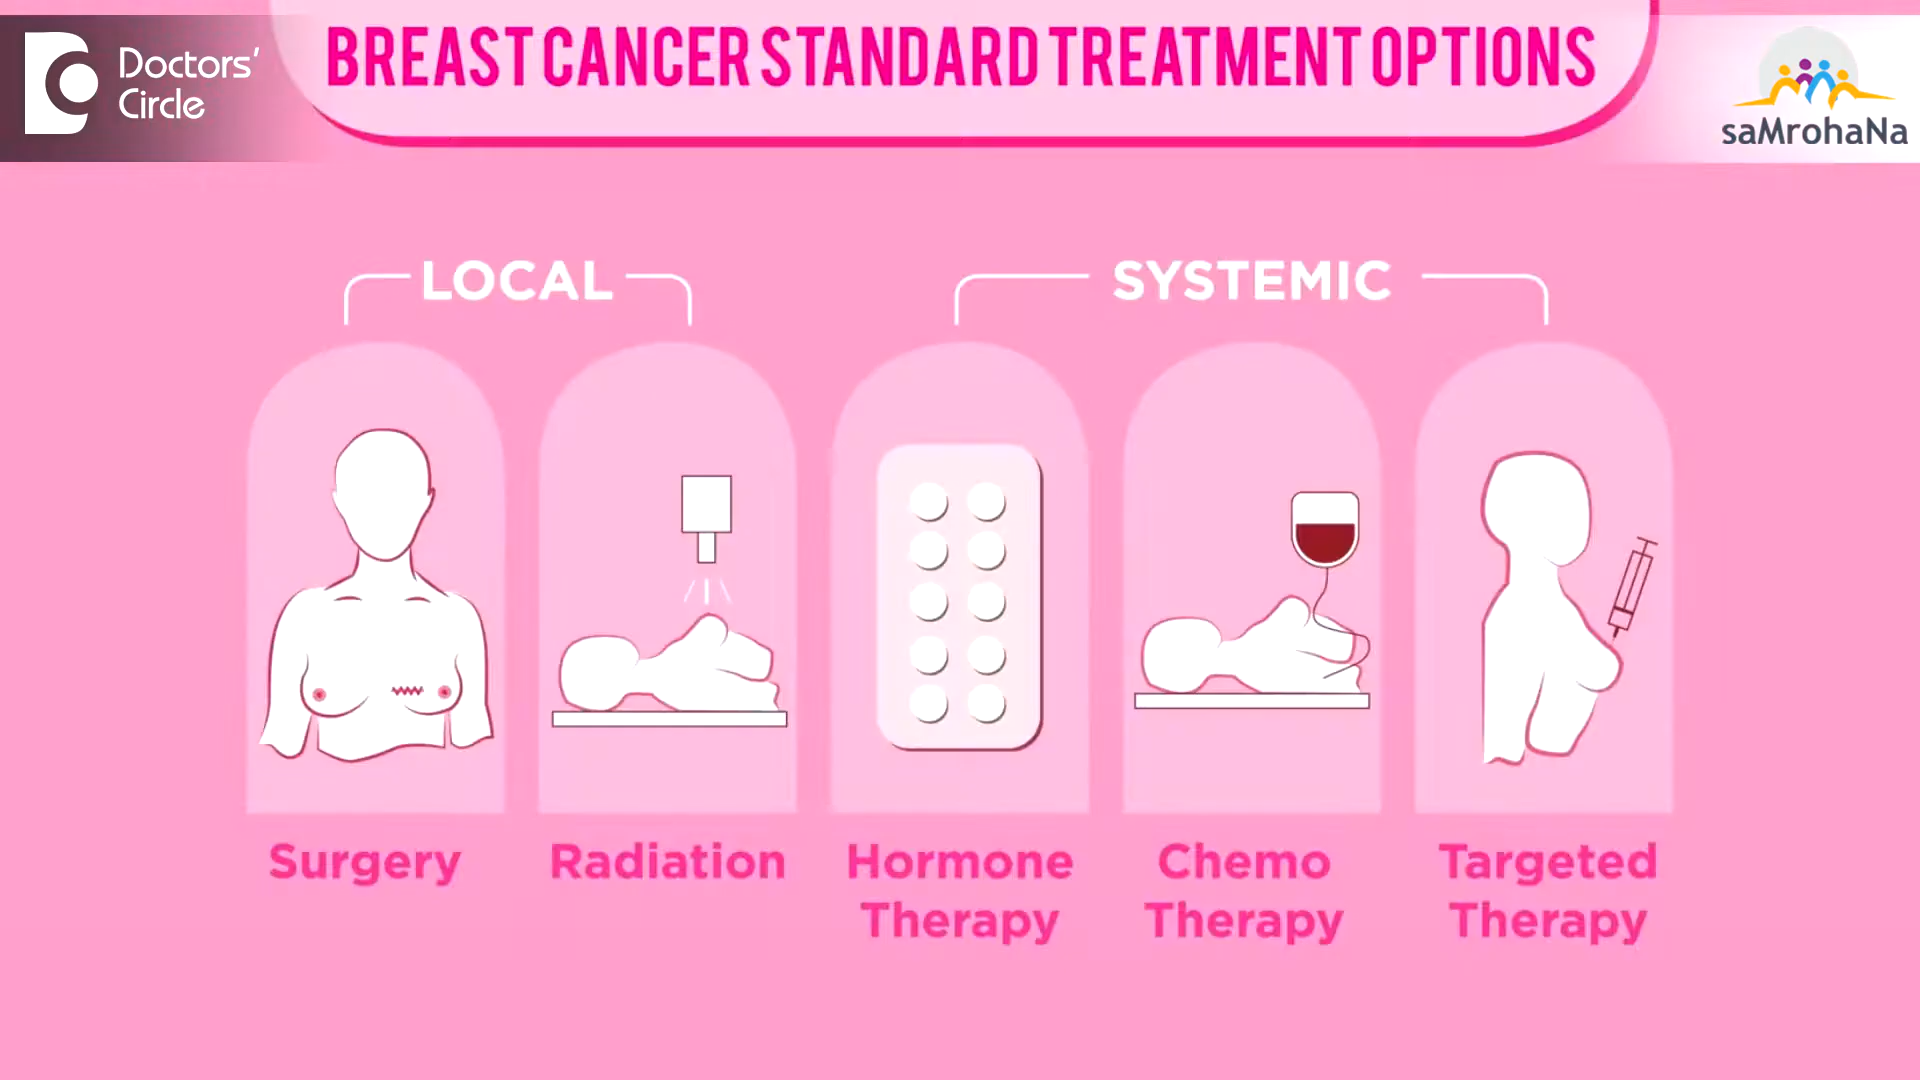 Doctors'
Circle
BREAST CANCER STANDARD TREATMENT OPTIONS
saMrohaNa
LOCAL
SYSTEMIC
Surgery
Radiation
Hormone
Therapy
Chemo
Therapy
Targeted
Therapy